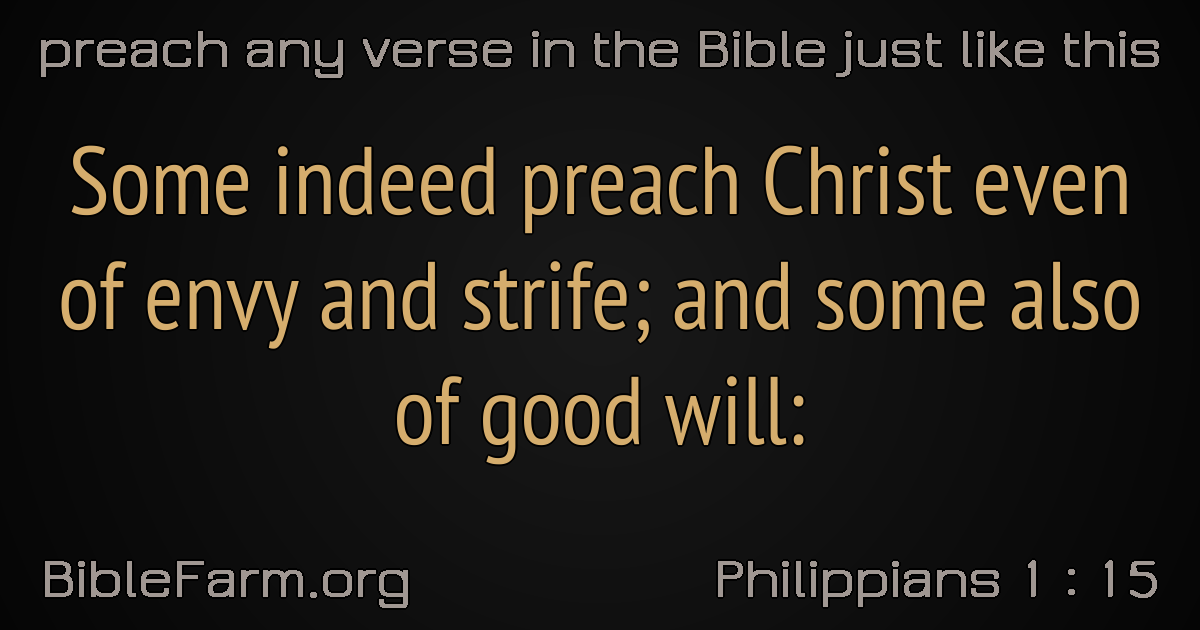 preach any verse in the Bible just like this
Some indeed preach Christ even
of envy and strife; and some also
of good will:
BibleFarm.org
Philippians 1 : 15